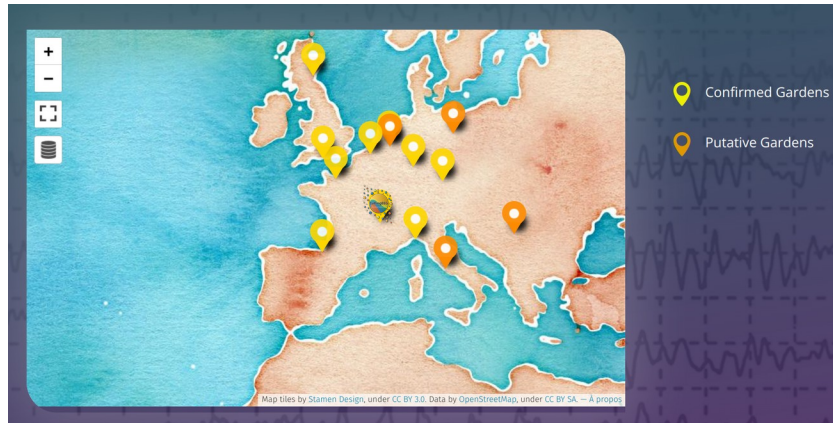 +
−
Confirmed Gardens
Putative Gardens
Map tiles by Stamen Design, under CC BY 3.0. Data by OpenStreetMap, under CC BY SA. — À propos